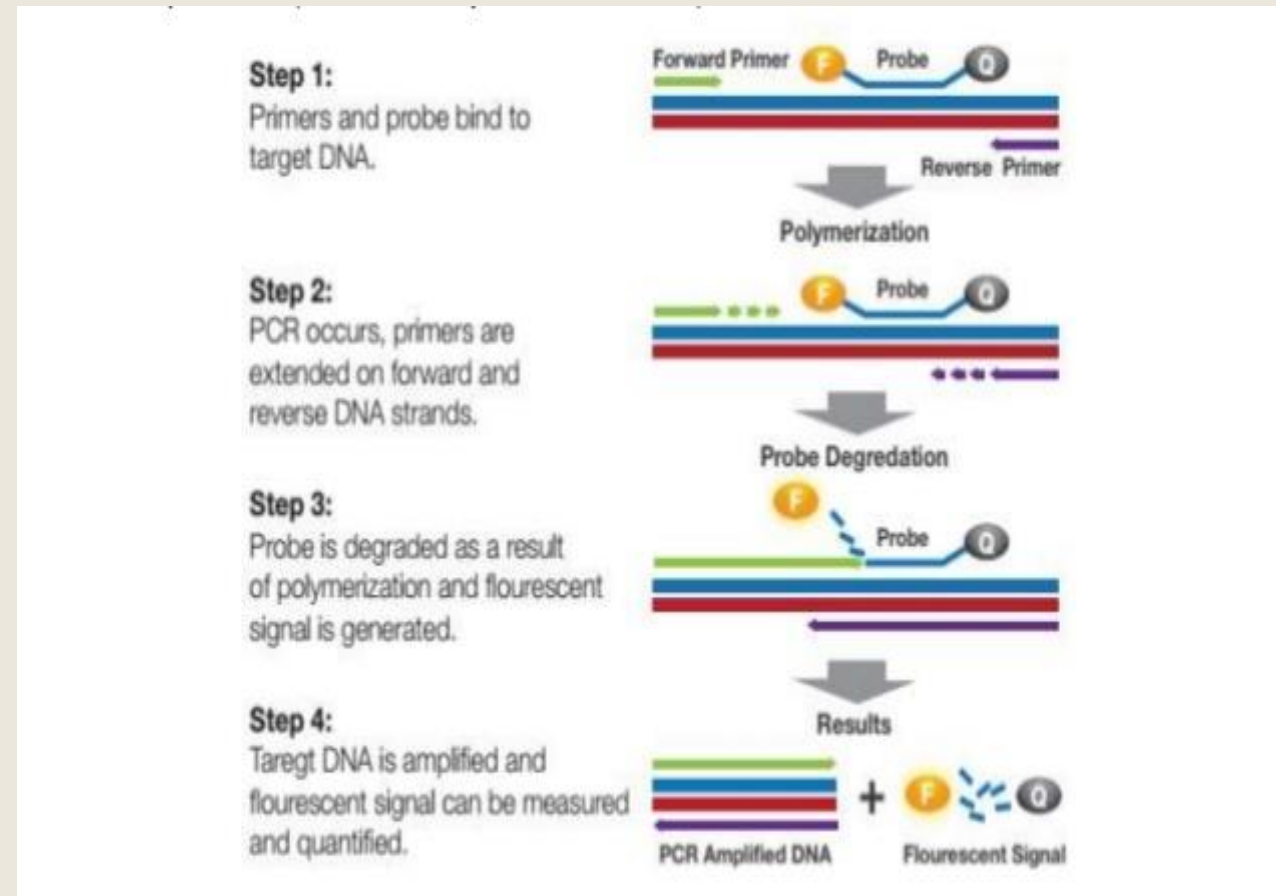 Step 1:
Primers and probe bind to
target DNA.
Forward Primer
F
Probe
Q
Reverse Primer
Polymerization
Step 2:
PCR occurs, primers are
extended on forward and
reverse DNA strands.
F
Probe
Q
Probe Degredation
Step 3:
Probe is degraded as a result
of polymerization and flourescent
signal is generated.
F
Probe
Q
Results
Step 4:
Taregt DNA is amplified and
flourescent signal can be measured
and quantified.
+
F
Q
PCR Amplified DNA
Flourescent Signal